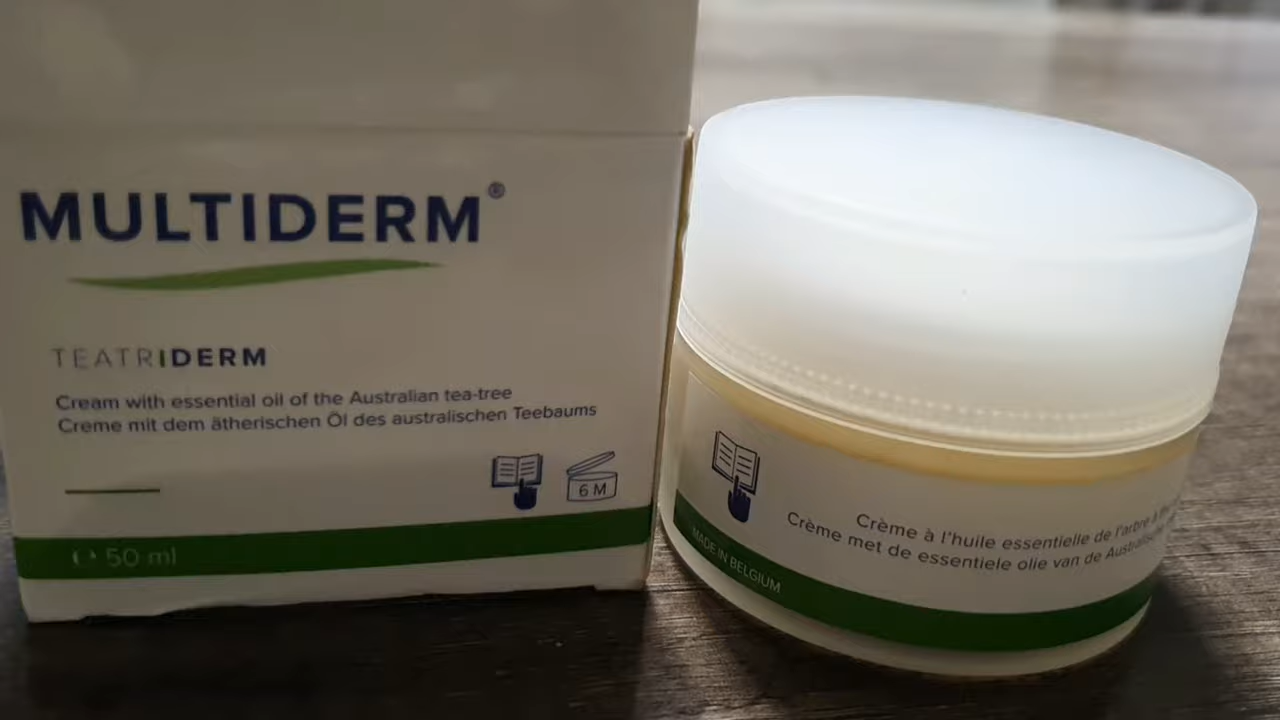 MULTIDERM®
TEATRIDERM
Cream with essential oil of the Australian tea-tree
Creme mit dem ätherischen Öl des australischen Teebaums
6 M
℮ 50 ml
Crème à l'huile essentielle de l'arbre à
Crème met de essentiele olie van de
MADE IN BELGIUM